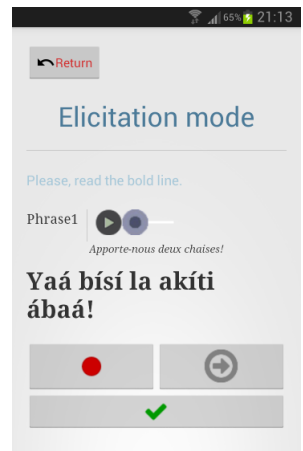 65% 21:13
Return
Elicitation mode
Please, read the bold line.
Phrase1
Apporte-nous deux chaises!
Yaá bísí la akíti
ábaá!